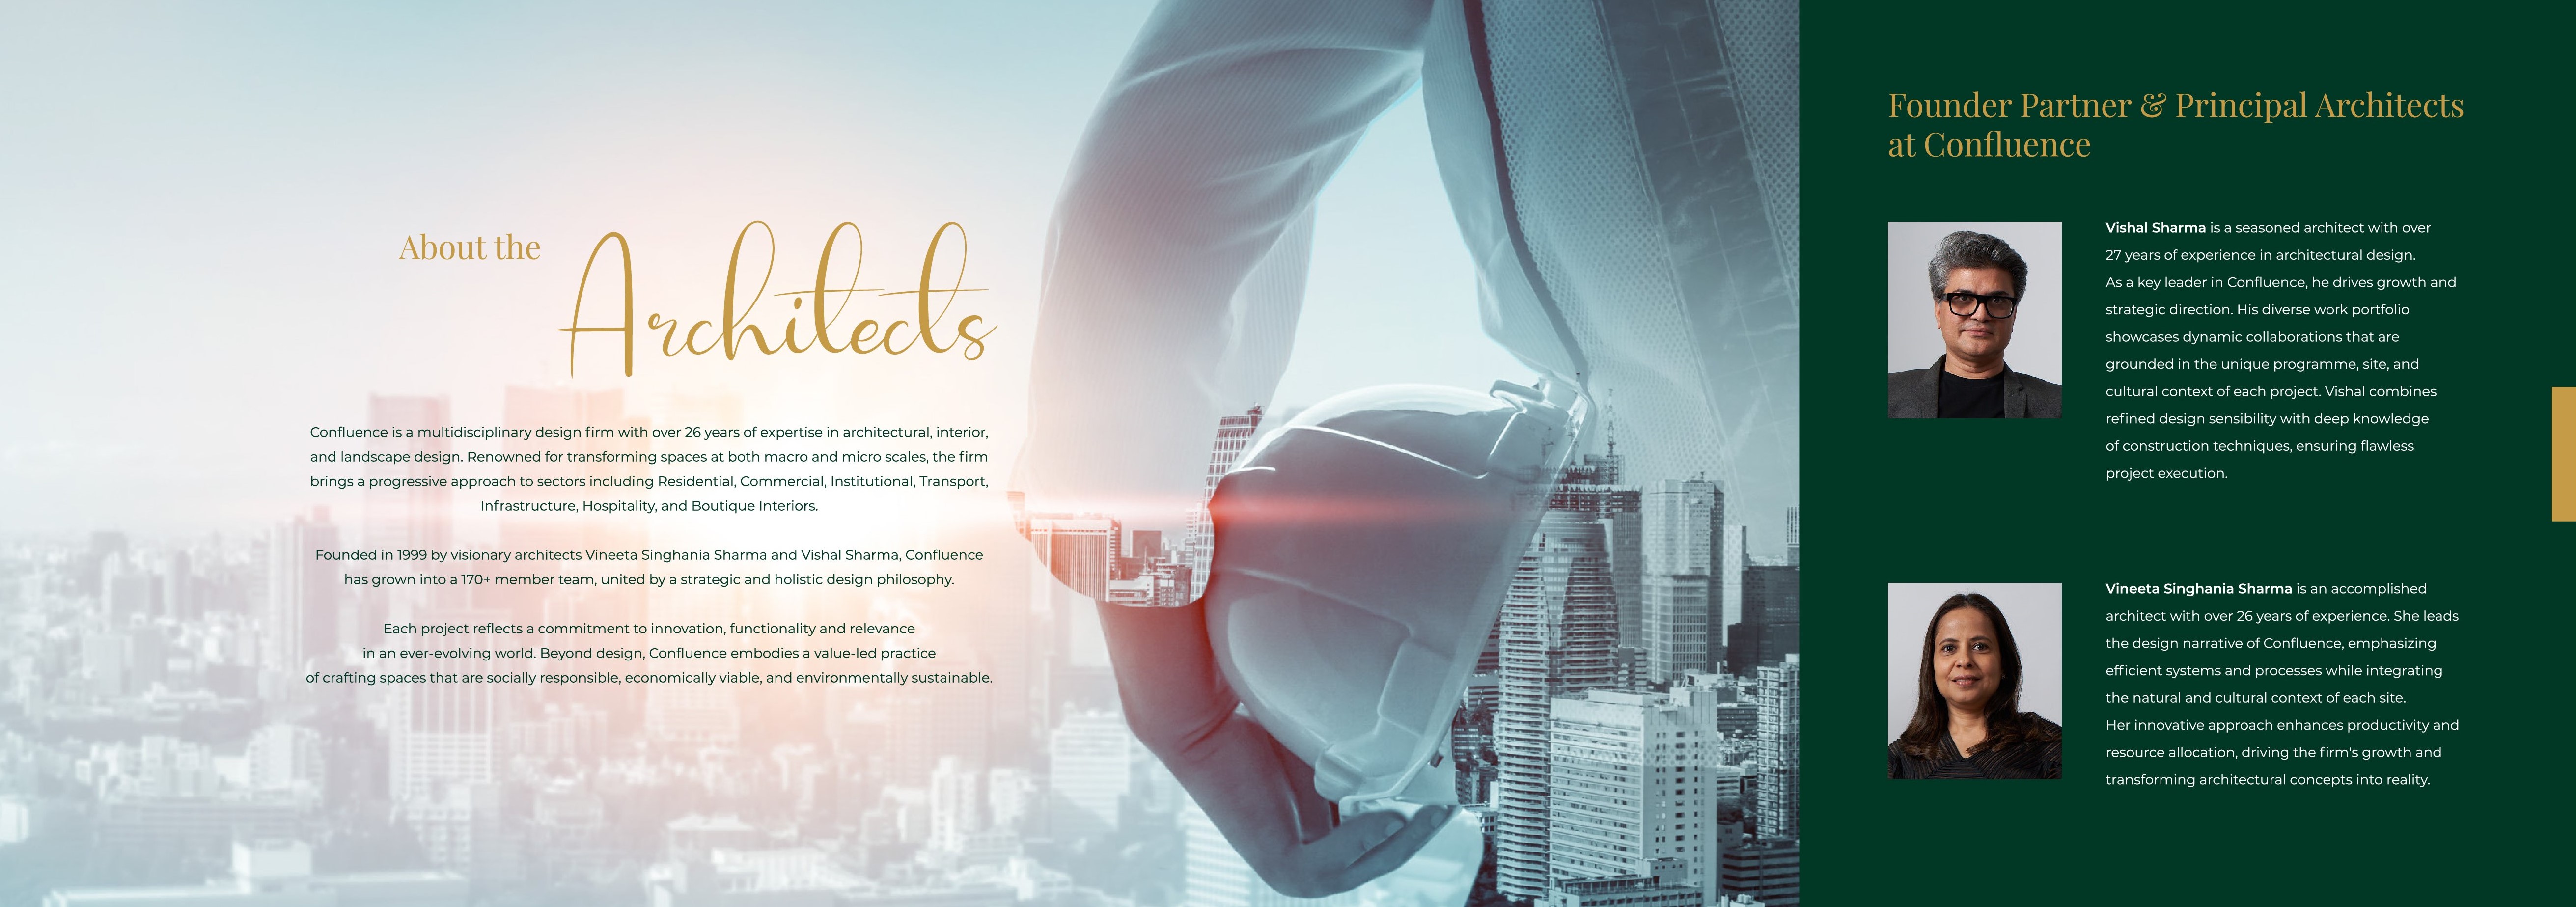 About the
Architects
Confluence is a multidisciplinary design firm with over 26 years of expertise in architectural, interior,
and landscape design. Renowned for transforming spaces at both macro and micro scales, the firm
brings a progressive approach to sectors including Residential, Commercial, Institutional, Transport,
Infrastructure, Hospitality, and Boutique Interiors.
Founded in 1999 by visionary architects Vineeta Singhania Sharma and Vishal Sharma, Confluence
has grown into a 170+ member team, united by a strategic and holistic design philosophy.
Each project reflects a commitment to innovation, functionality and relevance
in an ever-evolving world. Beyond design, Confluence embodies a value-led practice
of crafting spaces that are socially responsible, economically viable, and environmentally sustainable.
Founder Partner & Principal Architects
at Confluence
Vishal Sharma is a seasoned architect with over
27 years of experience in architectural design.
As a key leader in Confluence, he drives growth and
strategic direction. His diverse work portfolio
showcases dynamic collaborations that are
grounded in the unique programme, site, and
cultural context of each project. Vishal combines
refined design sensibility with deep knowledge
of construction techniques, ensuring flawless
project execution.
Vineeta Singhania Sharma is an accomplished
architect with over 26 years of experience. She leads
the design narrative of Confluence, emphasizing
efficient systems and processes while integrating
the natural and cultural context of each site.
Her innovative approach enhances productivity and
resource allocation, driving the firm's growth and
transforming architectural concepts into reality.